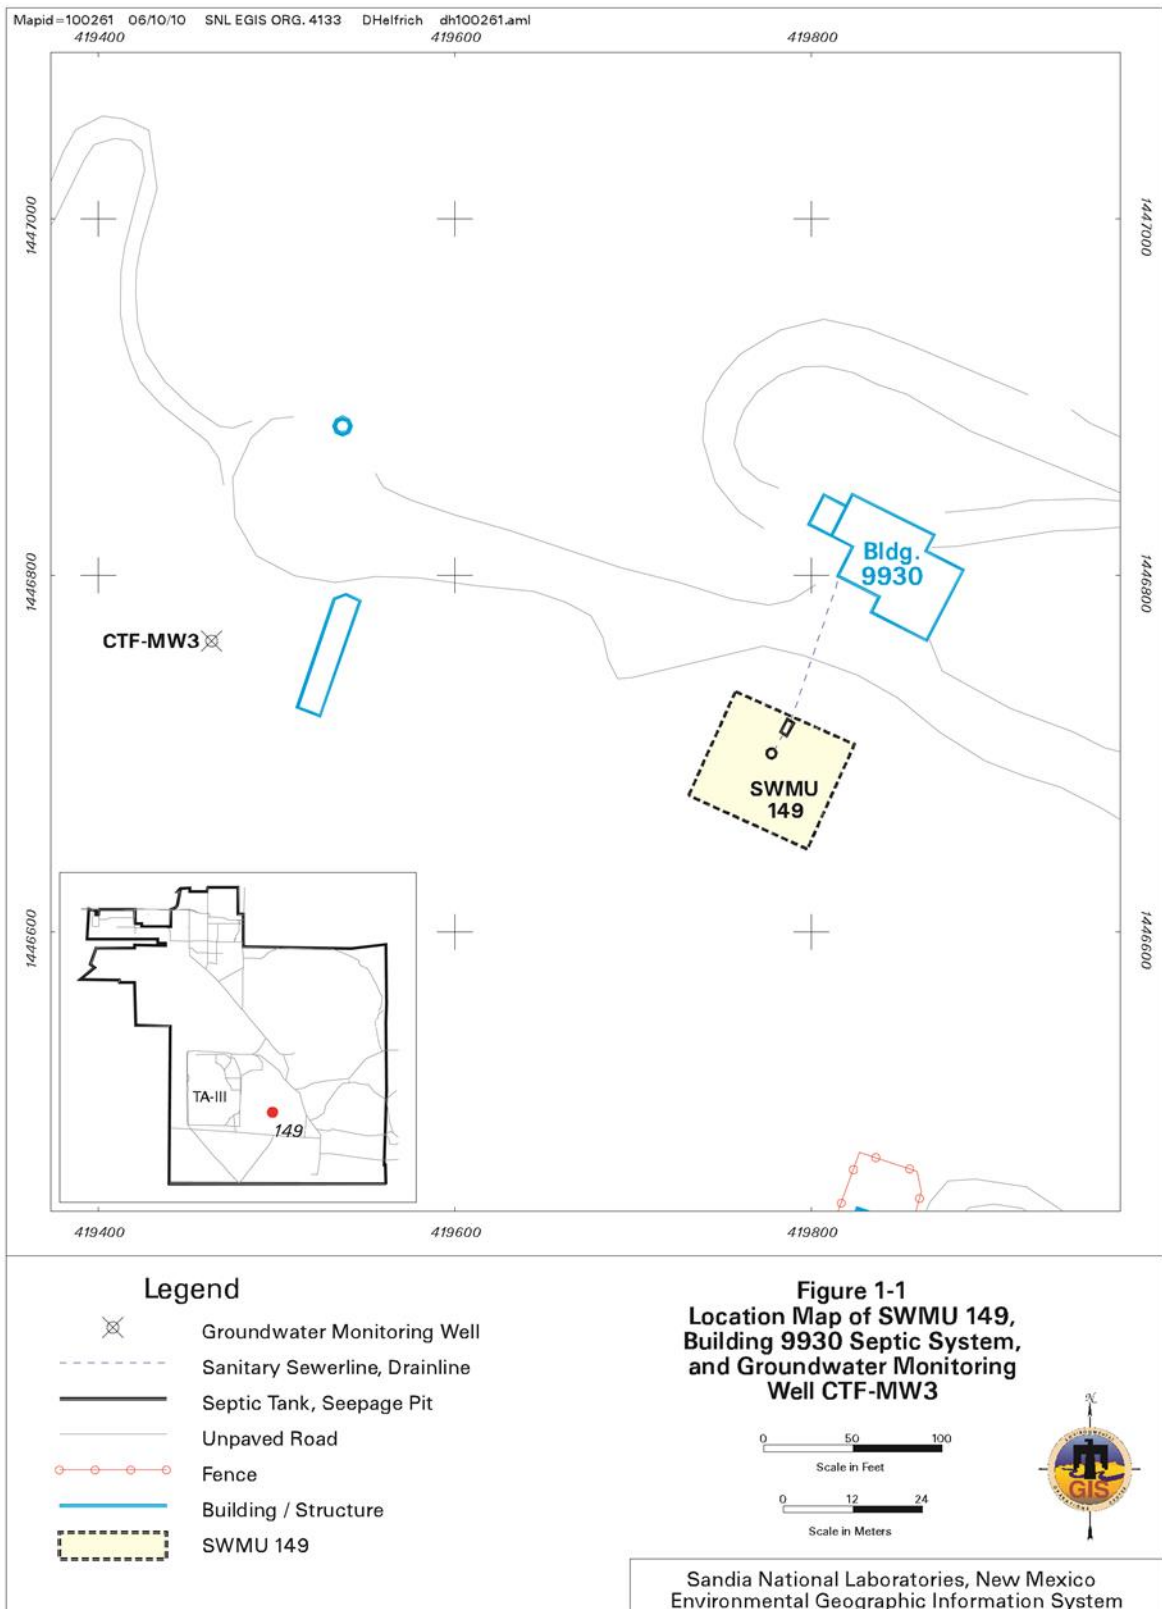 Mapid=100261 06/10/10 SNL EGIS ORG. 4133 DHelfrich dh100261.aml
419400 419600 419800
1447000 1447000
Bldg.
9930
1446800 1446800
CTF-MW3
SWMU
149
1446600 1446600
TA-III
149
419400 419600 419800
Legend
Groundwater Monitoring Well
Sanitary Sewerline, Drainline
Septic Tank, Seepage Pit
Unpaved Road
Fence
Building / Structure
SWMU 149
Figure 1-1
Location Map of SWMU 149,
Building 9930 Septic System,
and Groundwater Monitoring
Well CTF-MW3
0 50 100
Scale in Feet
0 12 24
Scale in Meters
N
GIS
Sandia National Laboratories, New Mexico
Environmental Geographic Information System